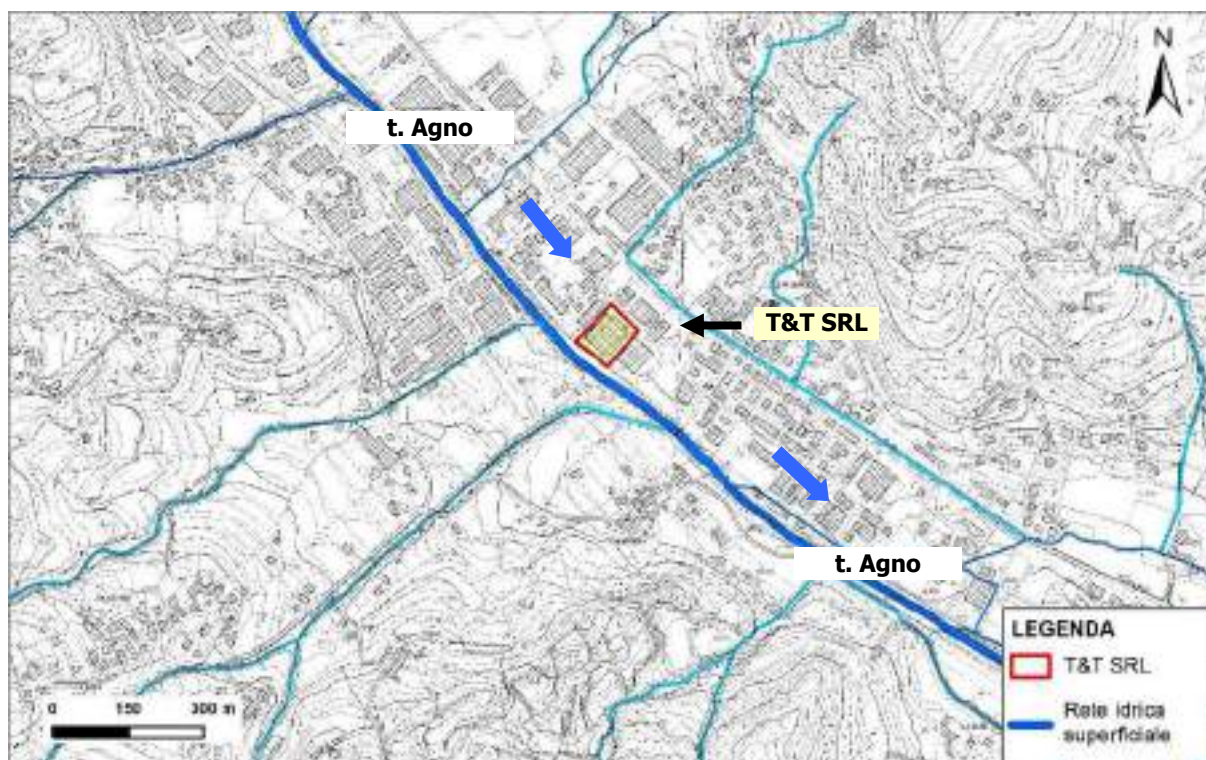 N
t. Agno
T&T SRL
t. Agno
LEGENDA
T&T SRL
Rete idrica
superficiale
0 150 300 m